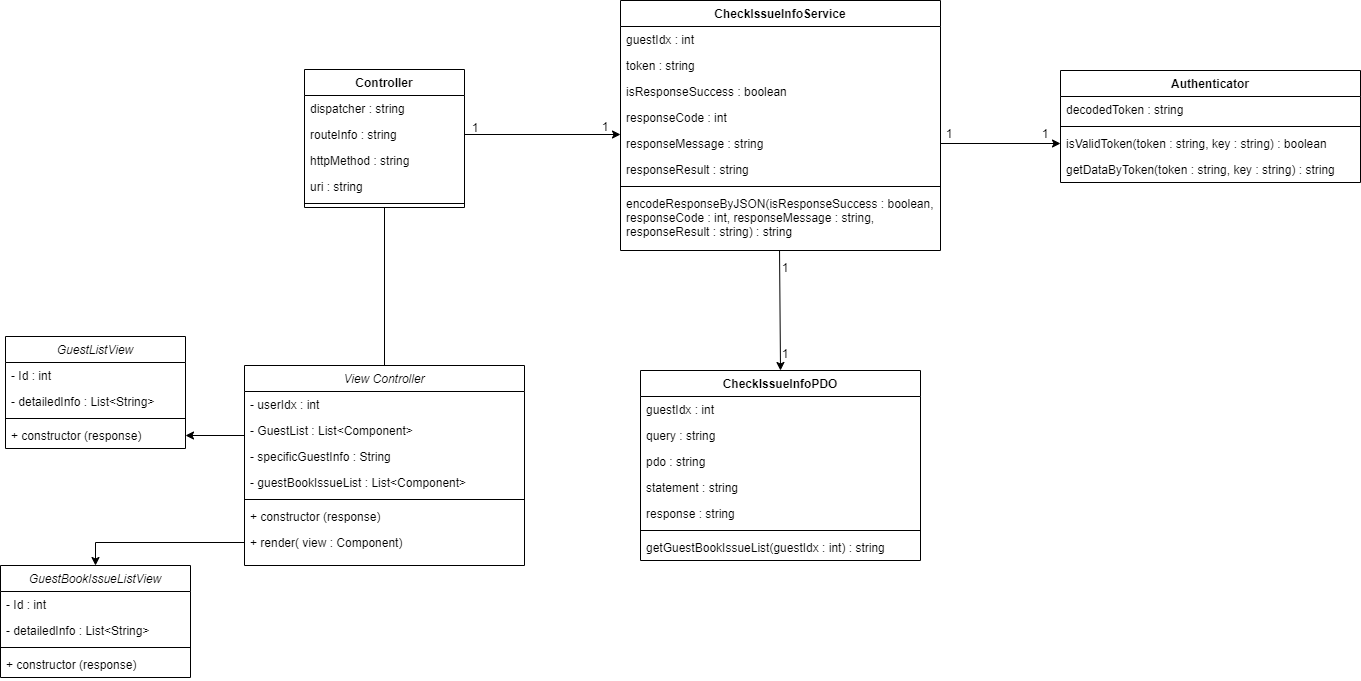 CheckIssueInfoService
guestIdx : int
token : string
isResponseSuccess : boolean
responseCode : int
responseMessage : string
responseResult : string
encodeResponseByJSON(isResponseSuccess : boolean,
responseCode : int, responseMessage : string,
responseResult : string) : string
Controller
dispatcher : string
routeInfo : string
httpMethod : string
uri : string
1
1
Authenticator
decodedToken : string
isValidToken(token : string, key : string) : boolean
getDataByToken(token : string, key : string) : string
1
1
1
1
GuestListView
- Id : int
- detailedInfo : List<String>
+ constructor (response)
View Controller
- userIdx : int
- GuestList : List<Component>
- specificGuestInfo : String
- guestBookIssueList : List<Component>
+ constructor (response)
+ render( view : Component)
CheckIssueInfoPDO
guestIdx : int
query : string
pdo : string
statement : string
response : string
getGuestBookIssueList(guestIdx : int) : string
GuestBookIssueListView
- Id : int
- detailedInfo : List<String>
+ constructor (response)